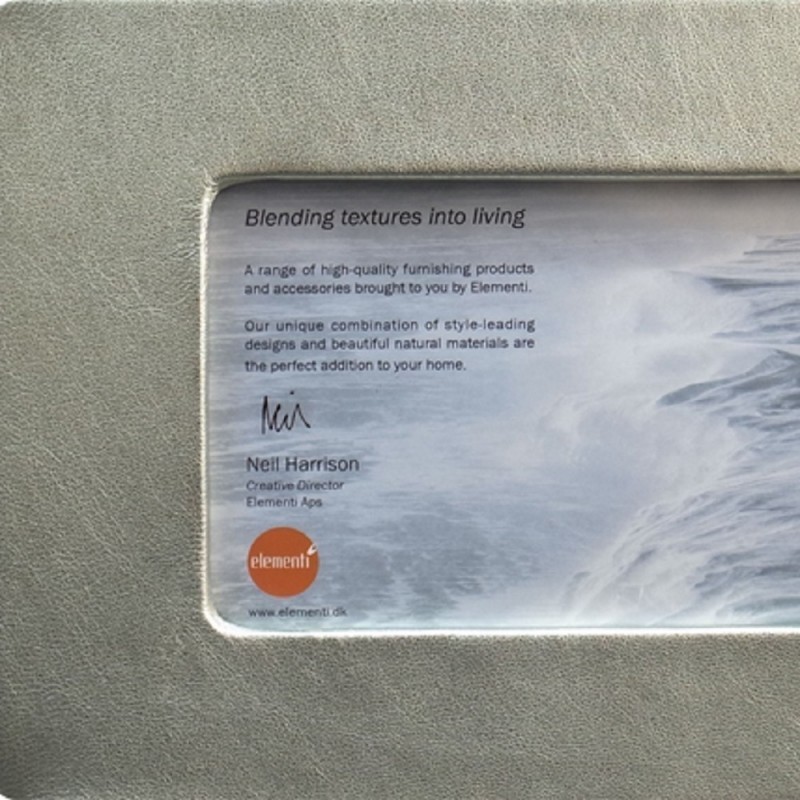 Blending textures into living
A range of high-quality furnishing products
and accessories brought to you by Elementi.
Our unique combination of style-leading
designs and beautiful natural materials are
the perfect addition to your home.
Neil
Neil Harrison
Creative Director
Elementi Aps
elementi
www.elementi.dk